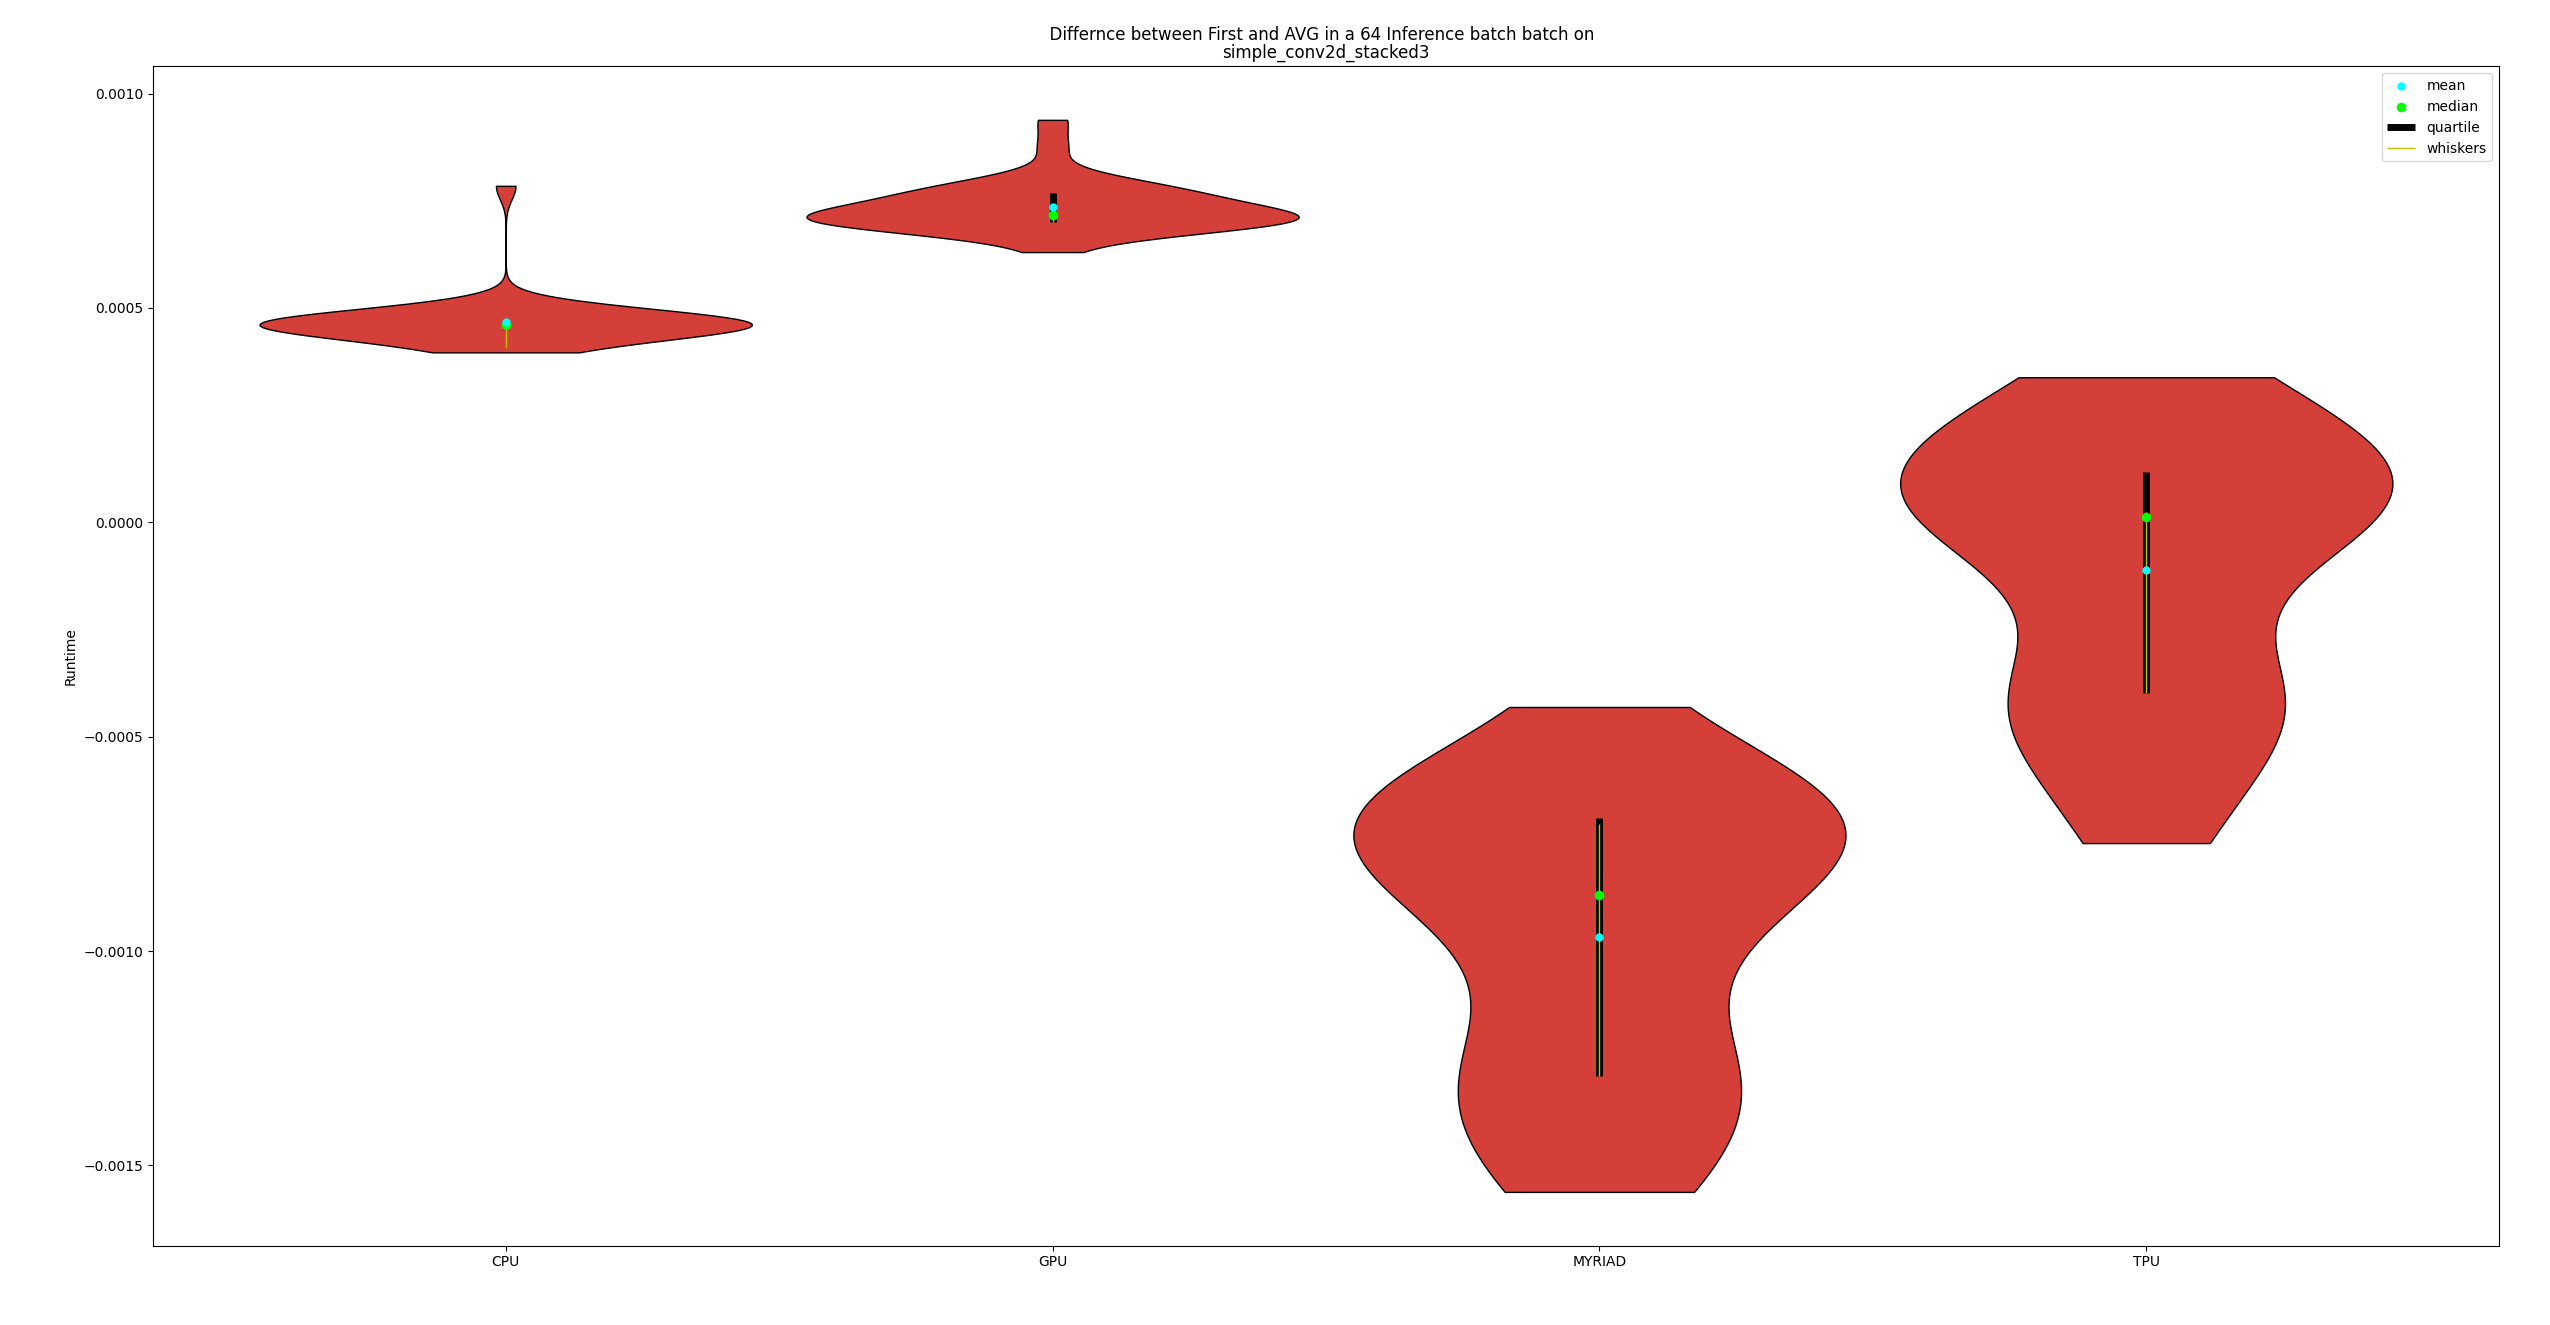 Differnce between First and AVG in a 64 Inference batch batch on
simple_conv2d_stacked3
mean
median
quartile
whiskers
0.0010
0.0005
0.0000
−0.0005
−0.0010
−0.0015
Runtime
CPU
GPU
MYRIAD
TPU